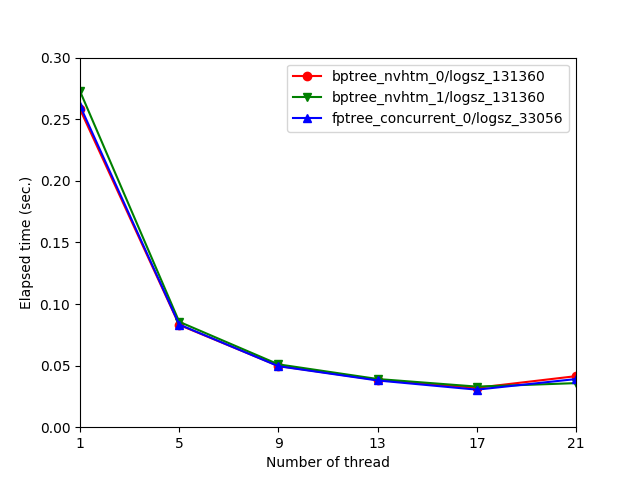 0.30
0.25
0.20
0.15
0.10
0.05
0.00
Elapsed time (sec.)
bptree_nvhtm_0/logsz_131360
bptree_nvhtm_1/logsz_131360
fptree_concurrent_0/logsz_33056
1 5 9 13 17 21
Number of thread